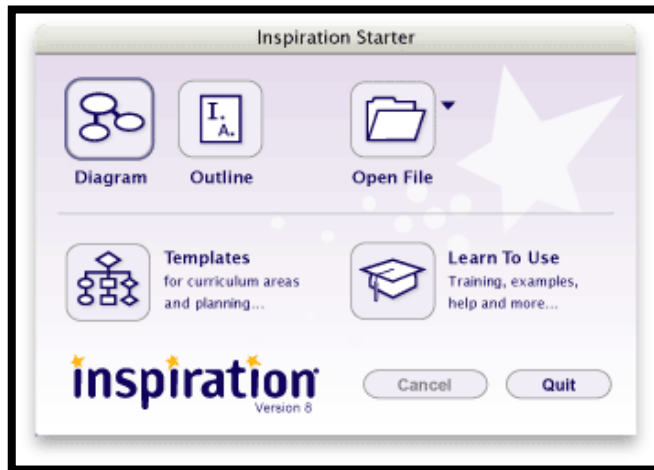 Inspiration Starter
I.
A.
Diagram
Outline
Open File
Templates
for curriculum areas
and planning...
Learn To Use
Training, examples,
help and more...
inspiration®
Version 8
Cancel
Quit